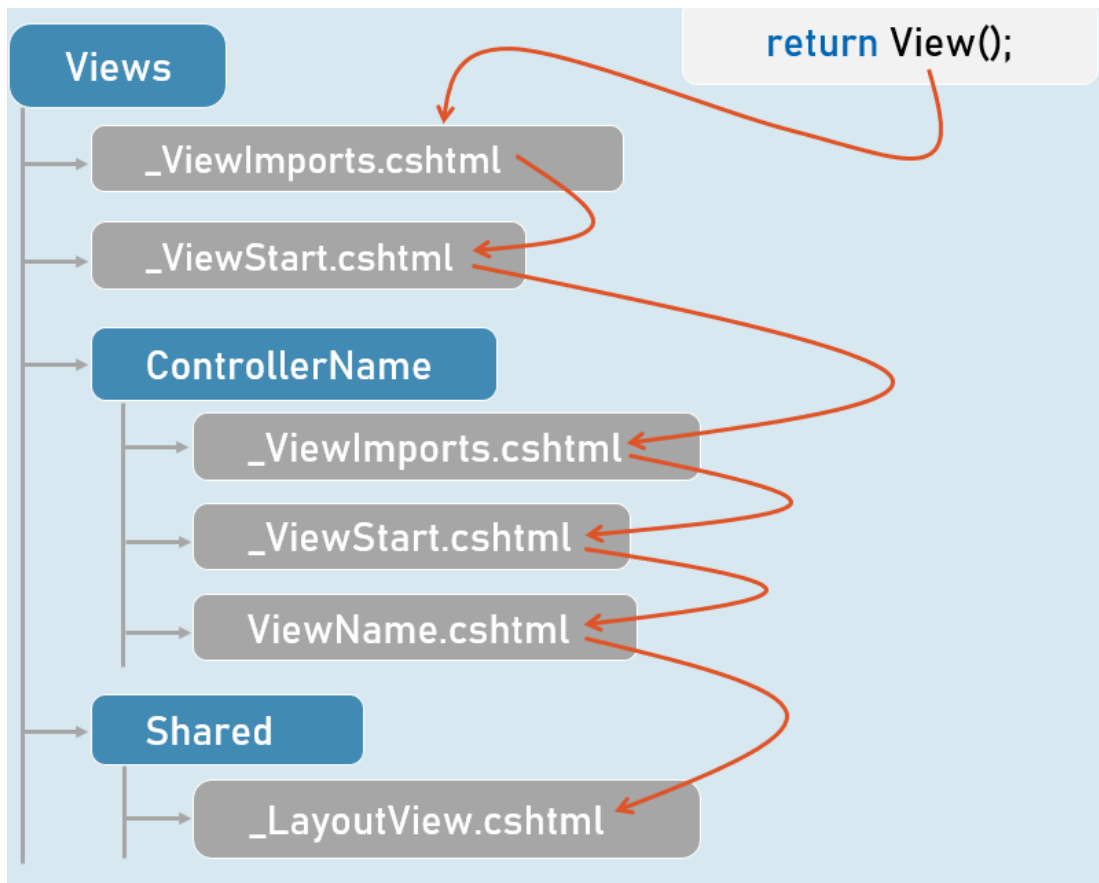 Views
return View();
_ViewImports.cshtml
_ViewStart.cshtml
ControllerName
_ViewImports.cshtml
_ViewStart.cshtml
ViewName.cshtml
Shared
_LayoutView.cshtml